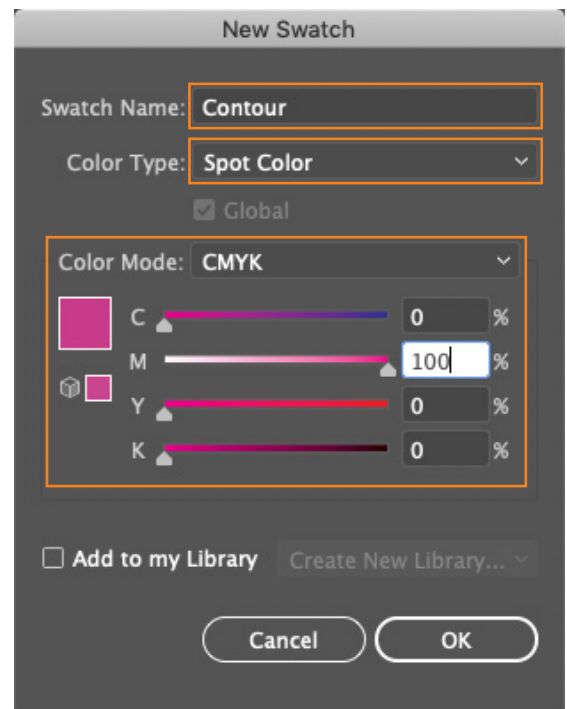 New Swatch
Swatch Name: Contour
Color Type: Spot Color
Global
Color Mode: CMYK
C 0 %
M 100 %
Y 0 %
K 0 %
Add to my Library Create New Library...
Cancel OK